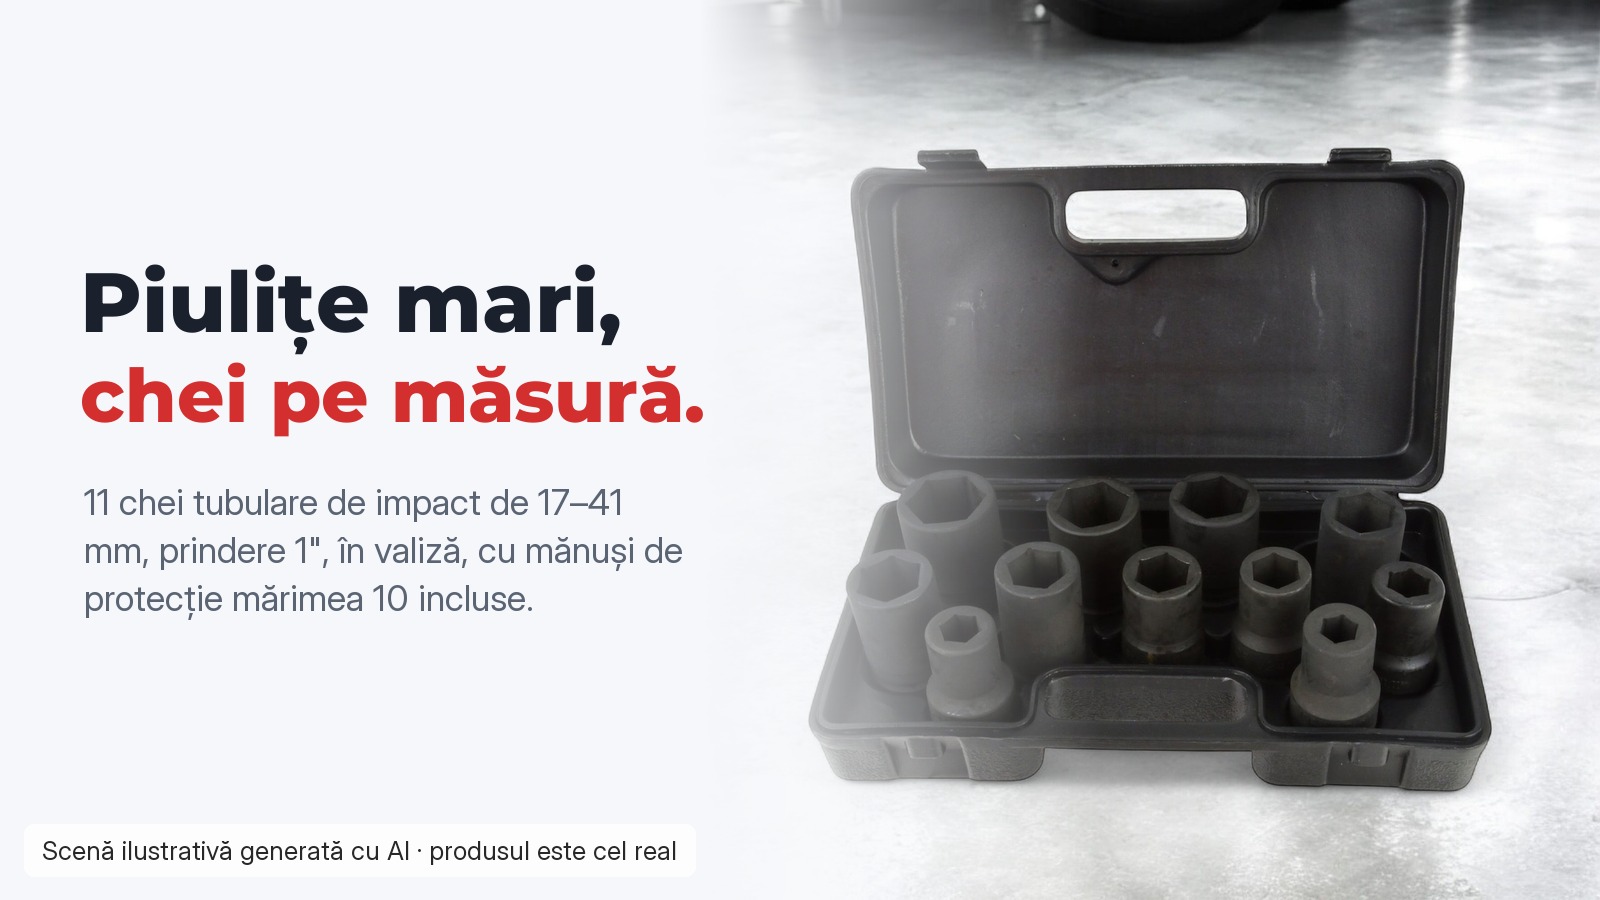 Piulițe mari,
chei pe măsură.
11 chei tubulare de impact de 17–41
mm, prindere 1", în valiză, cu mănuși de
protecție mărimea 10 incluse.
Scenă ilustrativă generată cu AI · produsul este cel real